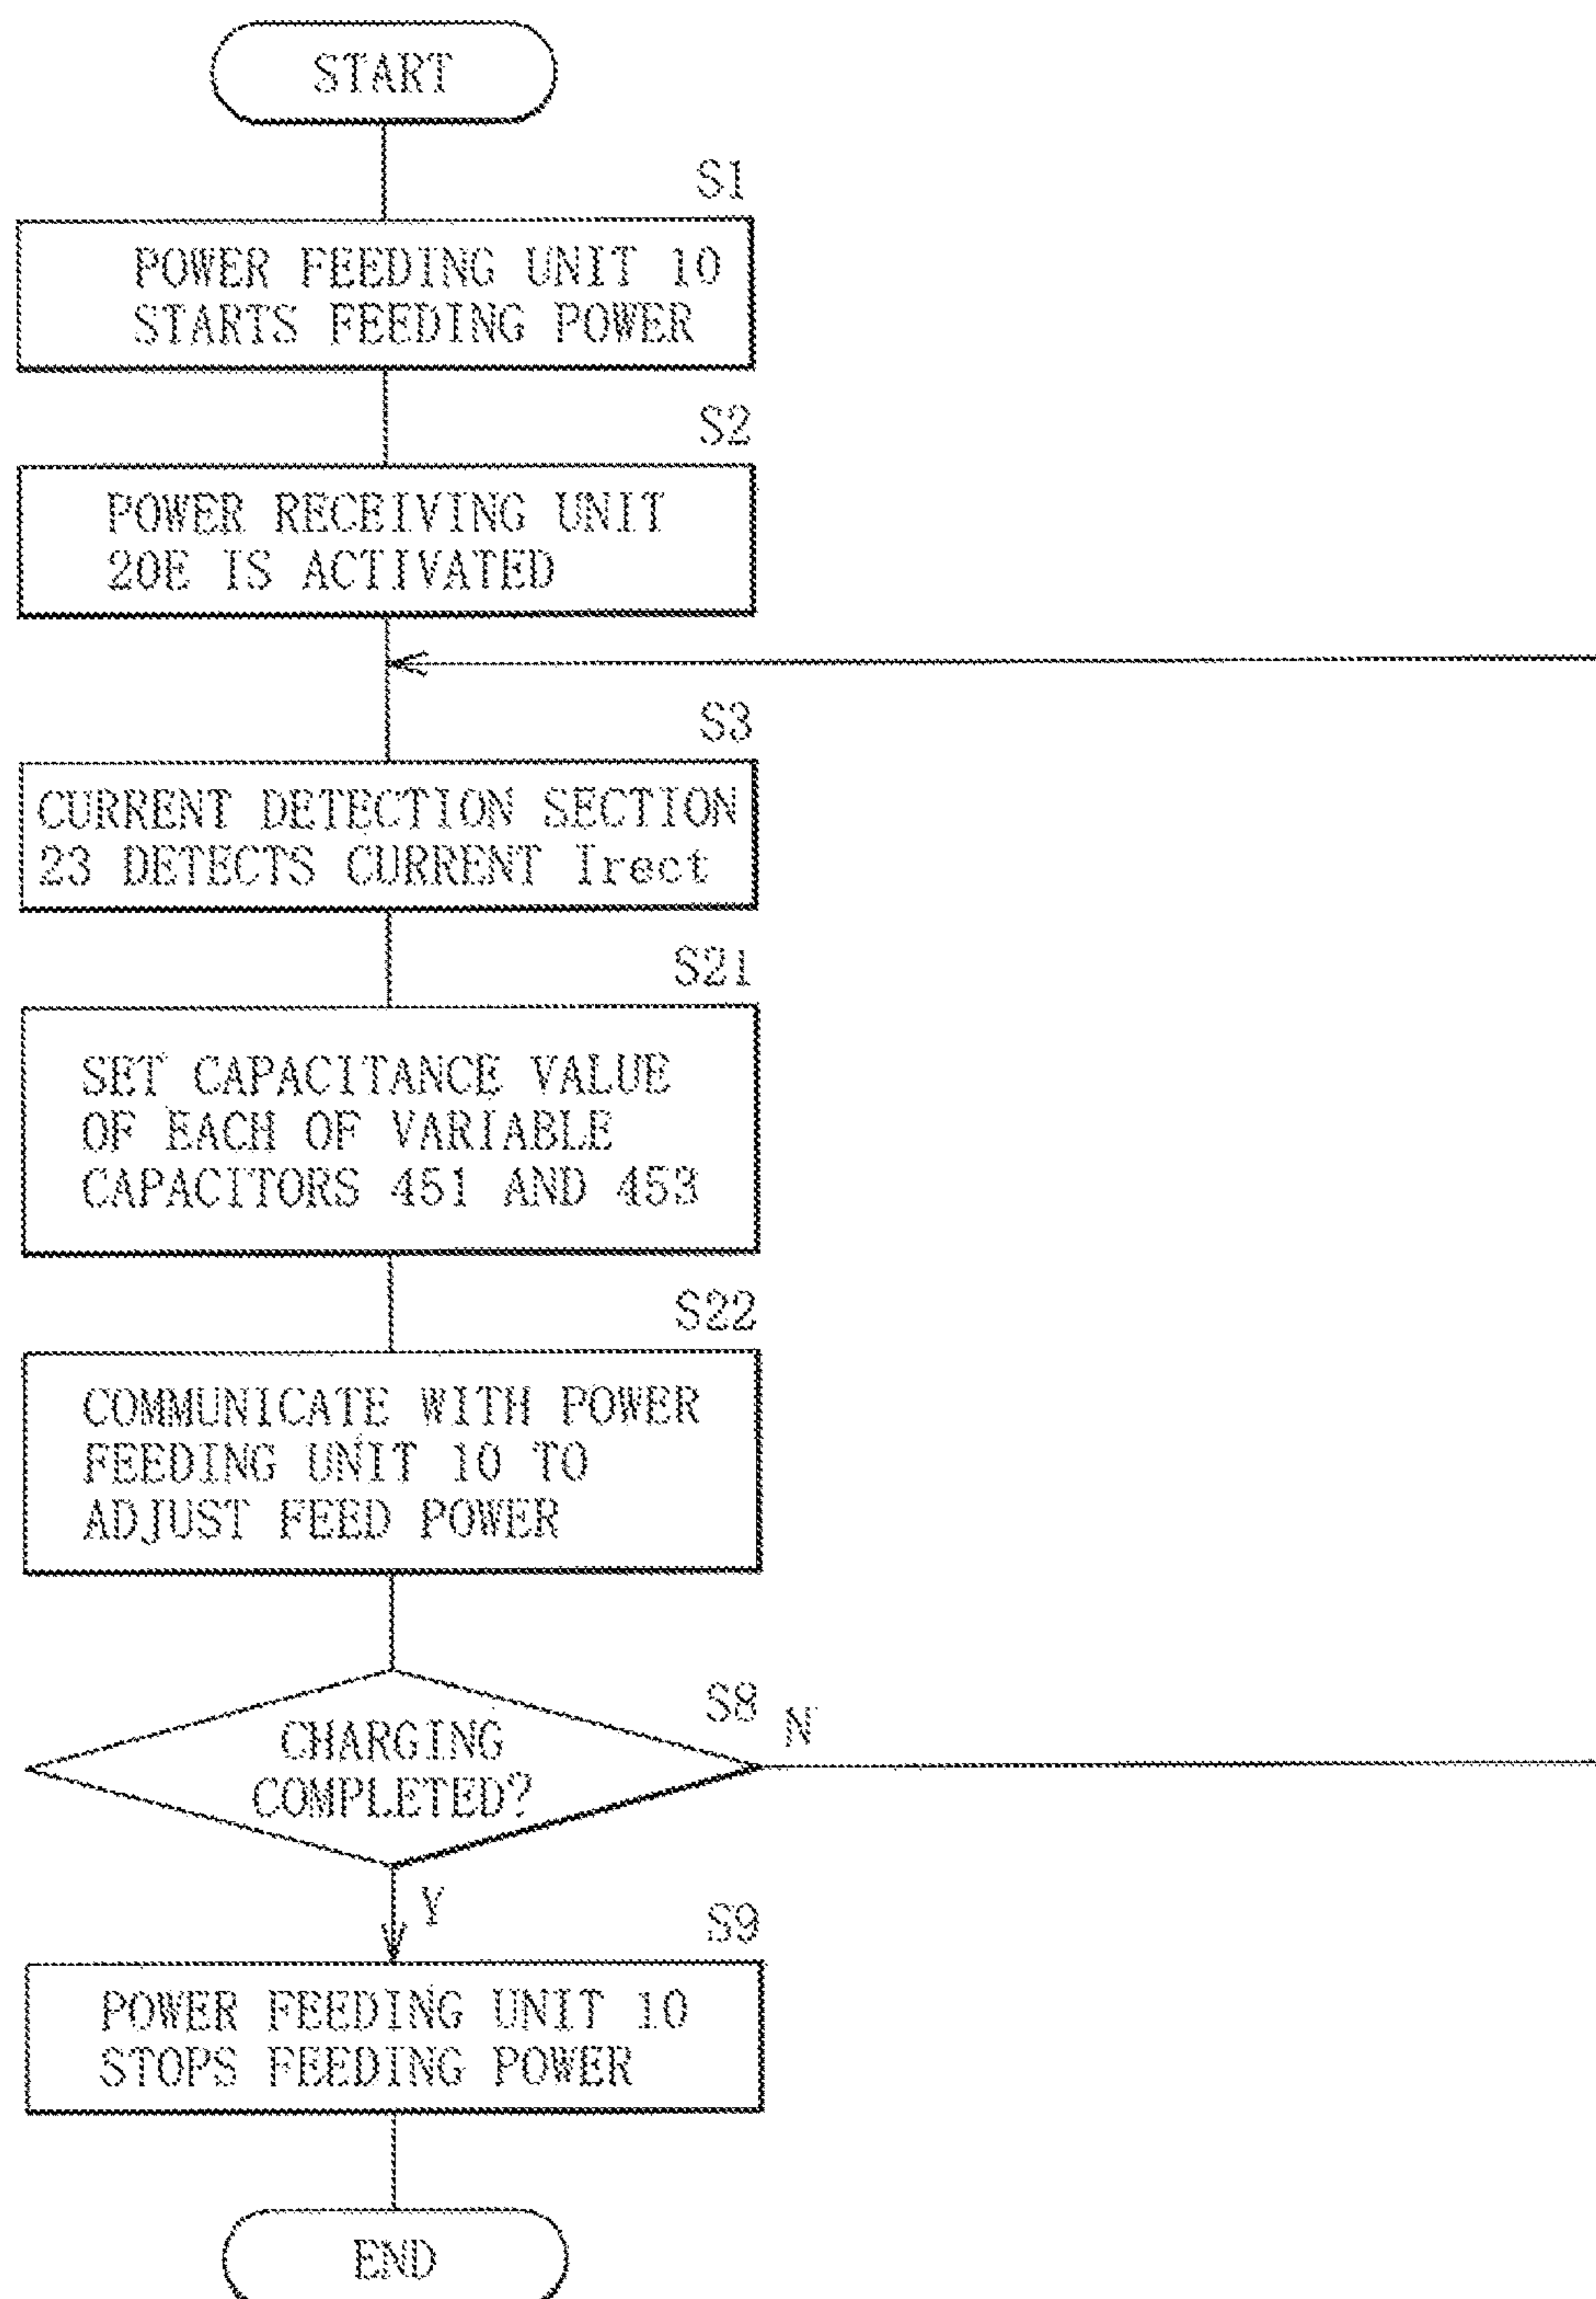 START
S1
POWER FEEDING UNIT 10
STARTS FEEDING POWER
S2
POWER RECEIVING UNIT
20E IS ACTIVATED
S3
CURRENT DETECTION SECTION
23 DETECTS CURRENT Irect
S21
SET CAPACITANCE VALUE
OF EACH OF VARIABLE
CAPACITORS 451 AND 453
S22
COMMUNICATE WITH POWER
FEEDING UNIT 10 TO
ADJUST FEED POWER
S8
N
CHARGING
COMPLETED?
Y
S9
POWER FEEDING UNIT 10
STOPS FEEDING POWER
END